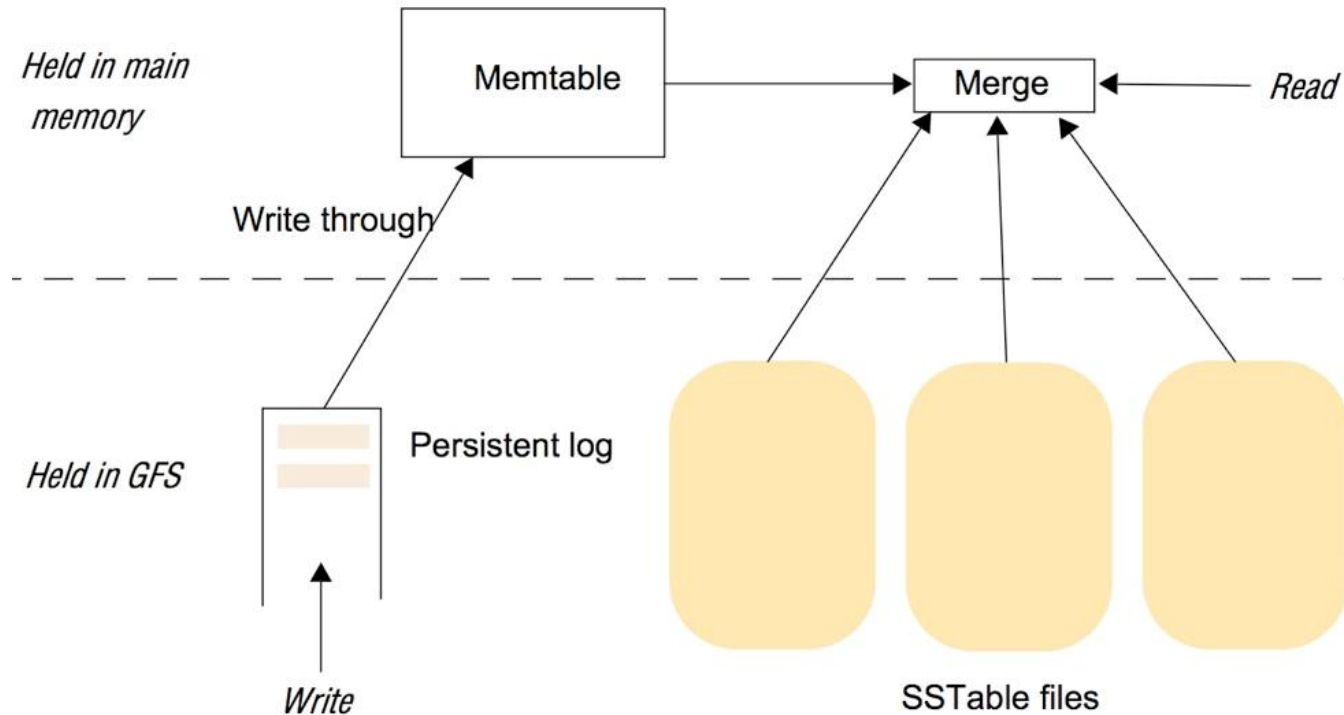 Held in main
memory
Memtable
Merge
Read
Write through
Persistent log
Held in GFS
Write
SSTable files